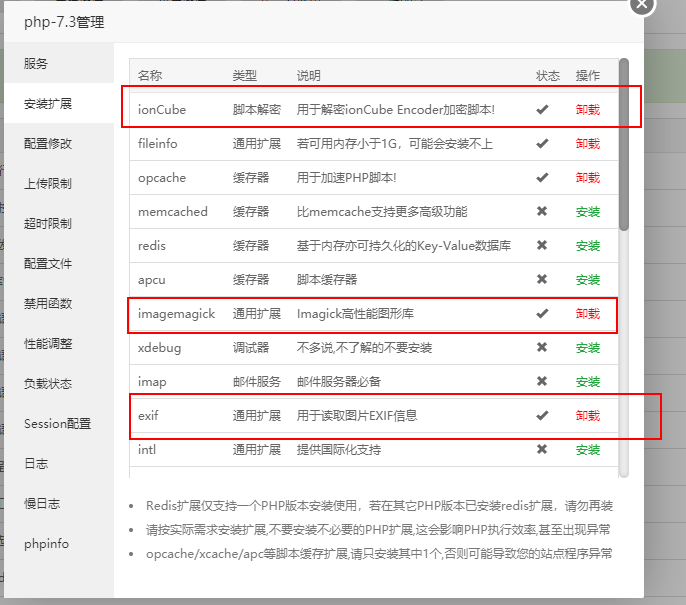 php-7.3管理
服务
安装扩展
配置修改
上传限制
超时限制
配置文件
禁用函数
性能调整
负载状态
Session配置
日志
慢日志
phpinfo
名称 类型 说明 状态 操作
ionCube 脚本解密 用于解密ionCube Encoder加密脚本! 卸载
fileinfo 通用扩展 若可用内存小于1G，可能会安装不上 卸载
opcache 缓存器 用于加速PHP脚本! 卸载
memcached 缓存器 比memcache支持更多高级功能 安装
redis 缓存器 基于内存亦可持久化的Key-Value数据库 安装
apcu 缓存器 脚本缓存器 安装
imagemagick 通用扩展 Imagick高性能图形库 卸载
xdebug 调试器 不多说,不了解的不要安装 安装
imap 邮件服务 邮件服务器必备 安装
exif 通用扩展 用于读取图片EXIF信息 卸载
intl 通用扩展 提供国际化支持 安装
Redis扩展仅支持一个PHP版本安装使用，若在其它PHP版本已安装redis扩展，请勿再装
请按实际需求安装扩展,不要安装不必要的PHP扩展,这会影响PHP执行效率,甚至出现异常
opcache/xcache/apc等脚本缓存扩展,请只安装其中1个,否则可能导致您的站点程序异常